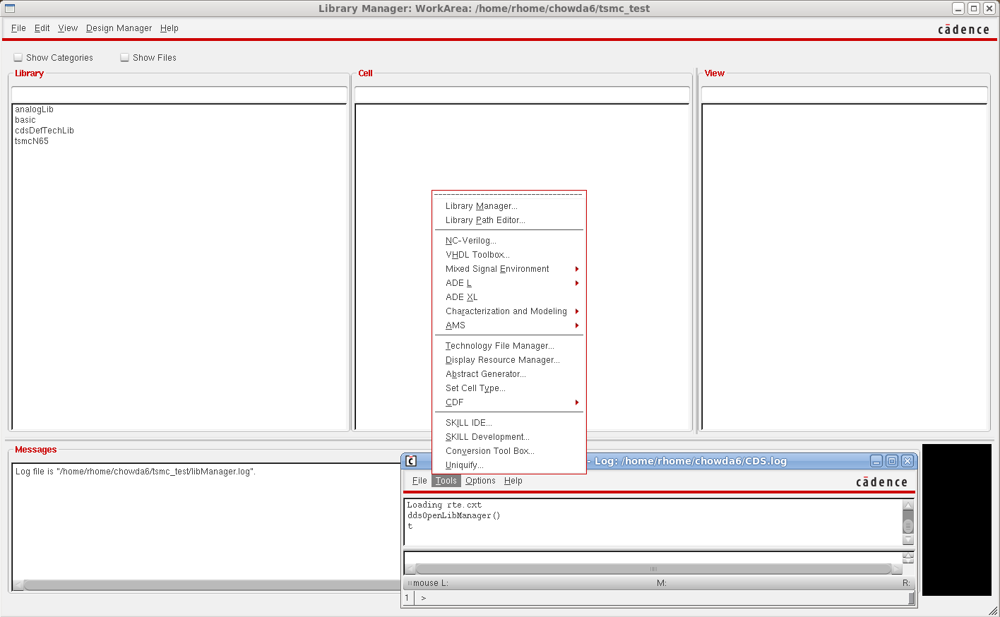 Library Manager: WorkArea: /home/rhome/chowda6/tsmc_test
File Edit View Design Manager Help
cādence
Show Categories Show Files
Library Cell View
analogLib
basic
cdsDefTechLib
tsmcN65
Library Manager...
Library Path Editor...
NC-Verilog...
VHDL Toolbox...
Mixed Signal Environment
ADE L
ADE XL
Characterization and Modeling
AMS
Technology File Manager...
Display Resource Manager...
Abstract Generator...
Set Cell Type...
CDF
SKILL IDE...
SKILL Development...
Conversion Tool Box...
Uniquify...
Messages
Log file is "/home/rhome/chowda6/tsmc_test/libManager.log".
- Log: /home/rhome/chowda6/CDS.log
File Tools Options Help
cādence
Loading rte.cxt
ddsOpenLibManager()
t
mouse L: M: R:
1 >